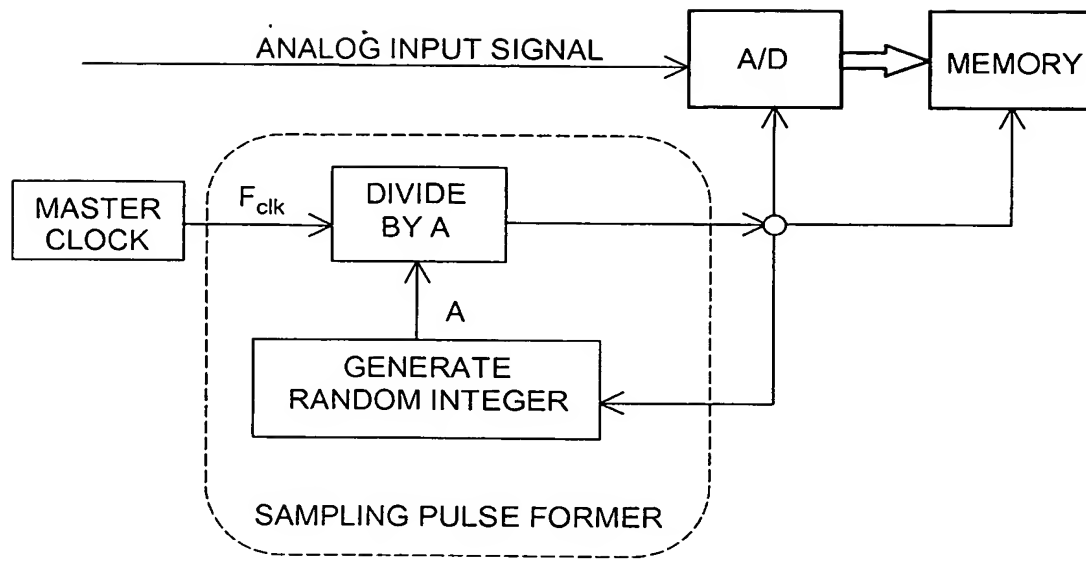 ANALOG INPUT SIGNAL
A/D
MEMORY
MASTER
CLOCK
Fclk
DIVIDE
BY A
A
GENERATE
RANDOM INTEGER
SAMPLING PULSE FORMER